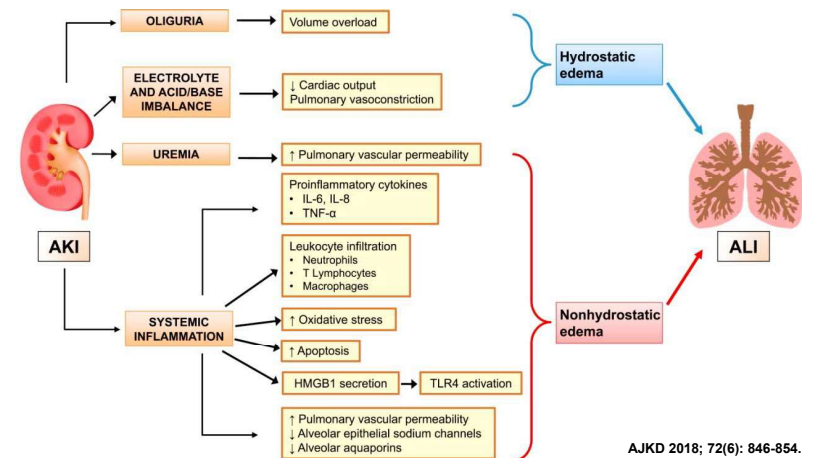 OLIGURIA
Volume overload
ELECTROLYTE
AND ACID/BASE
IMBALANCE
↓ Cardiac output
Pulmonary vasoconstriction
Hydrostatic
edema
UREMIA
↑ Pulmonary vascular permeability
Proinflammatory cytokines
• IL-6, IL-8
• TNF-α
AKI
ALI
Leukocyte infiltration
• Neutrophils
• T Lymphocytes
• Macrophages
SYSTEMIC
INFLAMMATION
↑ Oxidative stress
Nonhydrostatic
edema
↑ Apoptosis
HMGB1 secretion
TLR4 activation
↑ Pulmonary vascular permeability
↓ Alveolar epithelial sodium channels
↓ Alveolar aquaporins
AJKD 2018; 72(6): 846-854.